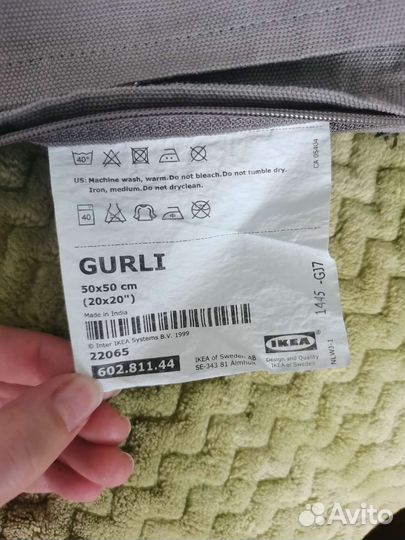 40°
CA 05404
US: Machine wash, warm.Do not bleach.Do not tumble dry.
Iron, medium.Do not dryclean.
40
GURLI
50x50 cm
(20x20")
Made in India
© Inter IKEA Systems B.V. 1999
22065
602.811.44
IKEA of Sweden AB
SE-343 81 Älmhult
IKEA
Design and Quality
IKEA of Sweden
1445 -GJ7
NLWJ-1
Avito